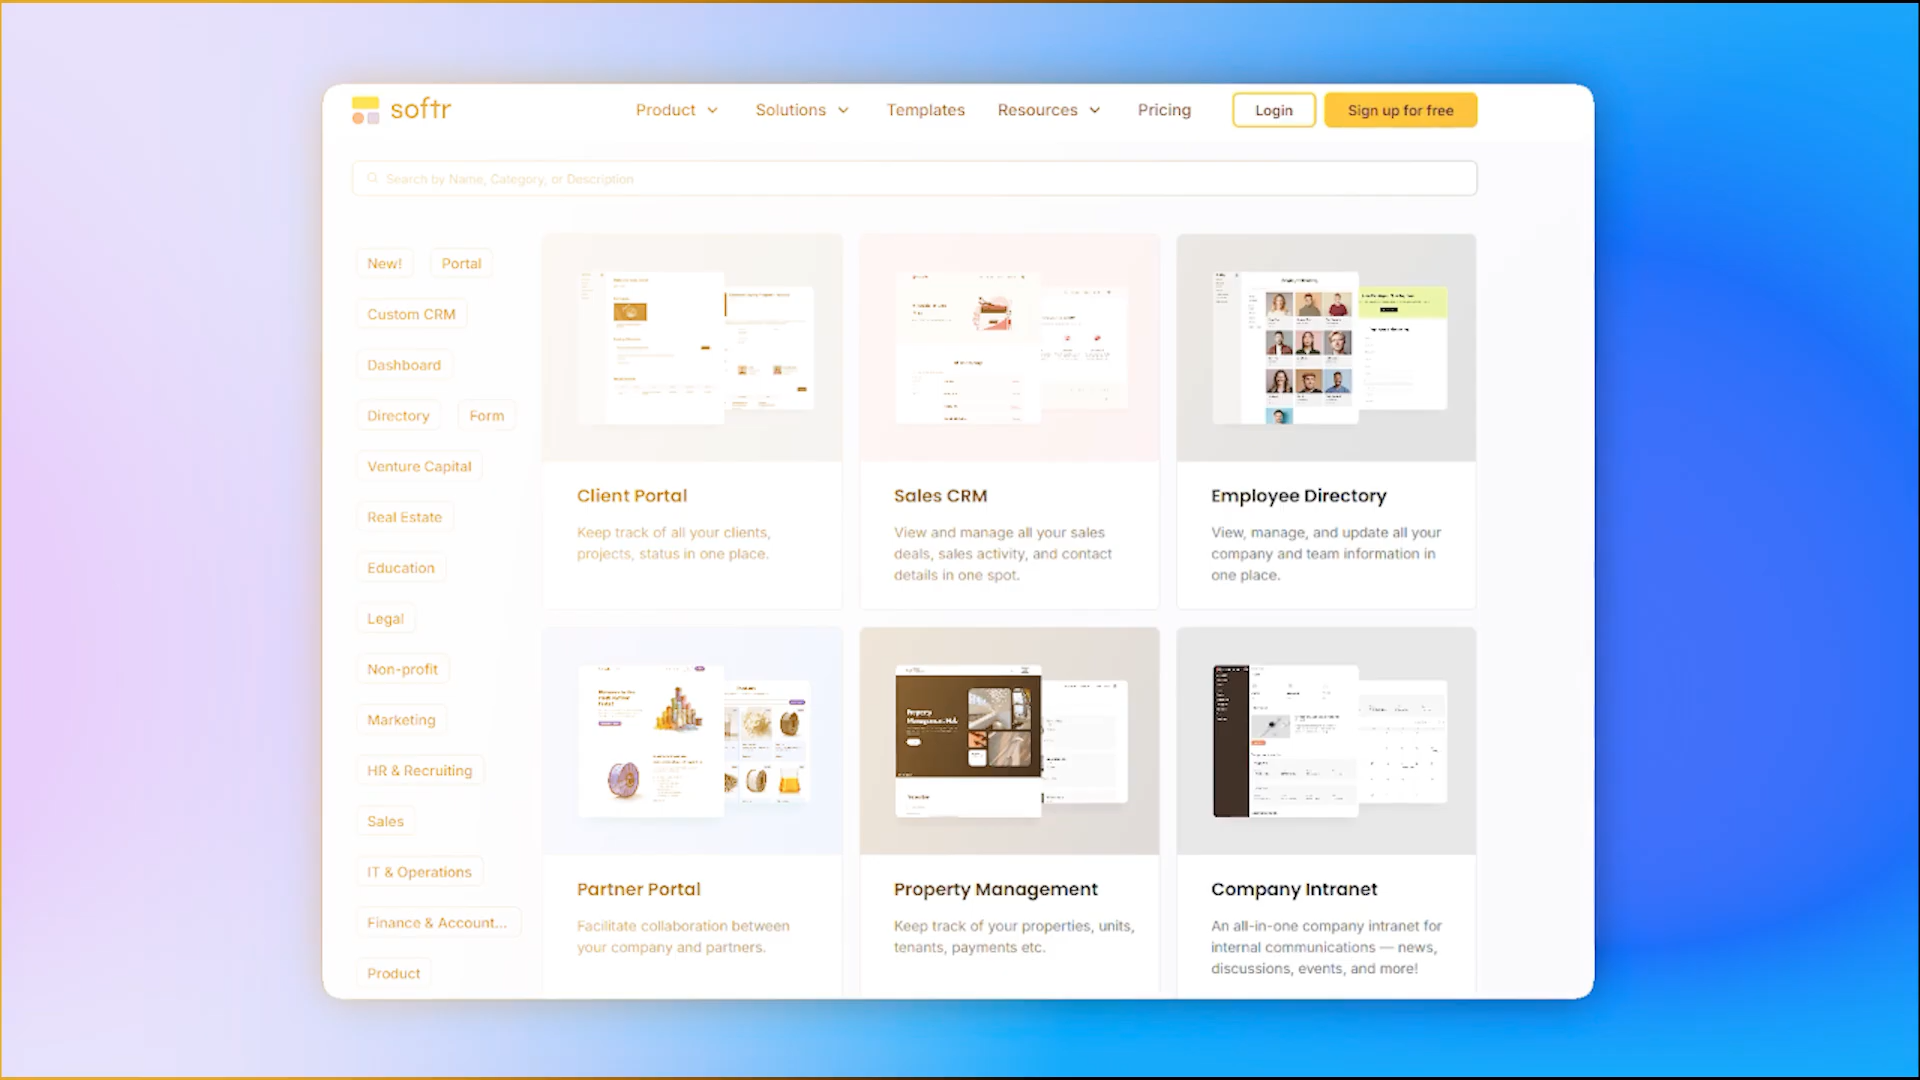 softr
Product
Solutions
Templates
Resources
Pricing
Login
Sign up for free
Search by Name, Category, or Description
New!
Portal
Custom CRM
Dashboard
Directory
Form
Venture Capital
Real Estate
Education
Legal
Non-profit
Marketing
HR & Recruiting
Sales
IT & Operations
Finance & Account...
Product
Client Portal
Keep track of all your clients,
projects, status in one place.
Sales CRM
View and manage all your sales
deals, sales activity, and contact
details in one spot.
Employee Directory
View, manage, and update all your
company and team information in
one place.
Partner Portal
Facilitate collaboration between
your company and partners.
Property
Management Hub
Property Management
Keep track of your properties, units,
tenants, payments etc.
Company Intranet
An all-in-one company intranet for
internal communications — news,
discussions, events, and more!